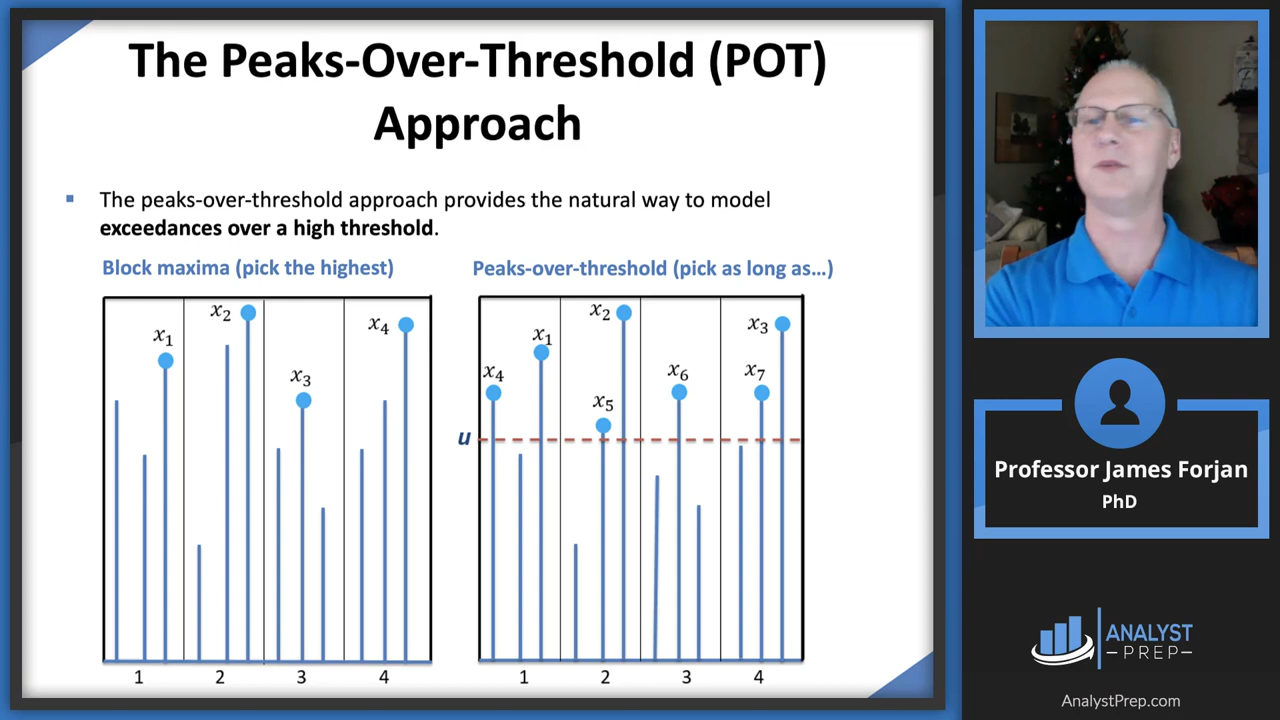 The Peaks-Over-Threshold (POT)
Approach
The peaks-over-threshold approach provides the natural way to model
exceedances over a high threshold.
Block maxima (pick the highest)
x₁
x₂
x₃
x₄
1 2 3 4
Peaks-over-threshold (pick as long as…)
x₄
x₁
x₂
x₅
x₆
x₇
x₃
u
1 2 3 4
Professor James Forjan
PhD
ANALYST
–PREP–
AnalystPrep.com